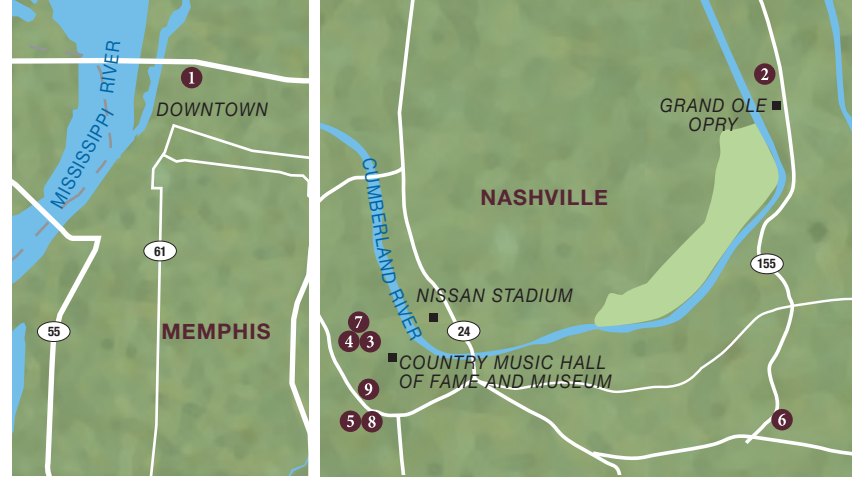 1
DOWNTOWN
MISSISSIPPI RIVER
61
55
MEMPHIS
2
GRAND OLE
OPRY
CUMBERLAND RIVER
NASHVILLE
155
NISSAN STADIUM
24
7
4
3
COUNTRY MUSIC HALL
OF FAME AND MUSEUM
9
5
8
6